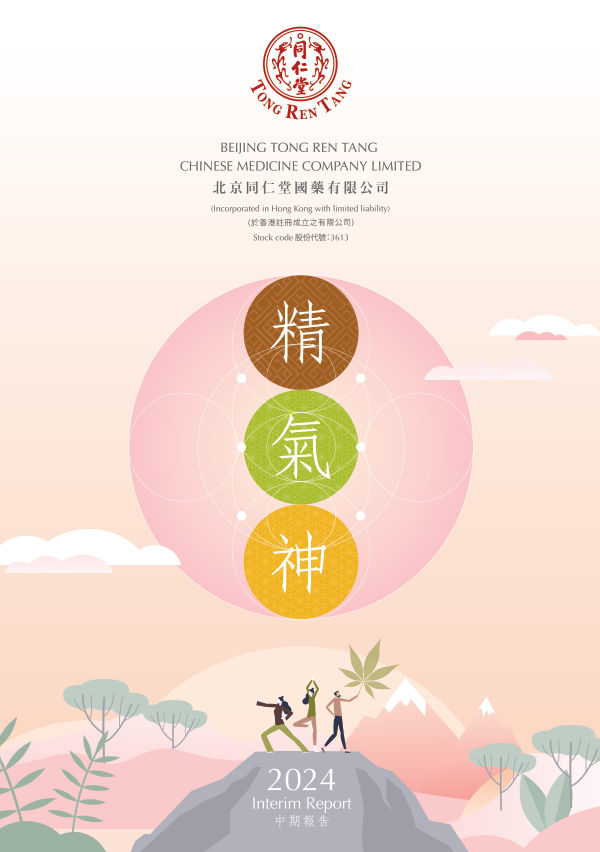 同
仁
堂
TONG REN TANG
BEIJING TONG REN TANG
CHINESE MEDICINE COMPANY LIMITED
北京同仁堂國藥有限公司
(Incorporated in Hong Kong with limited liability)
(於香港註冊成立之有限公司)
Stock code 股份代號:3613
精
氣
神
2024
Interim Report
中期報告